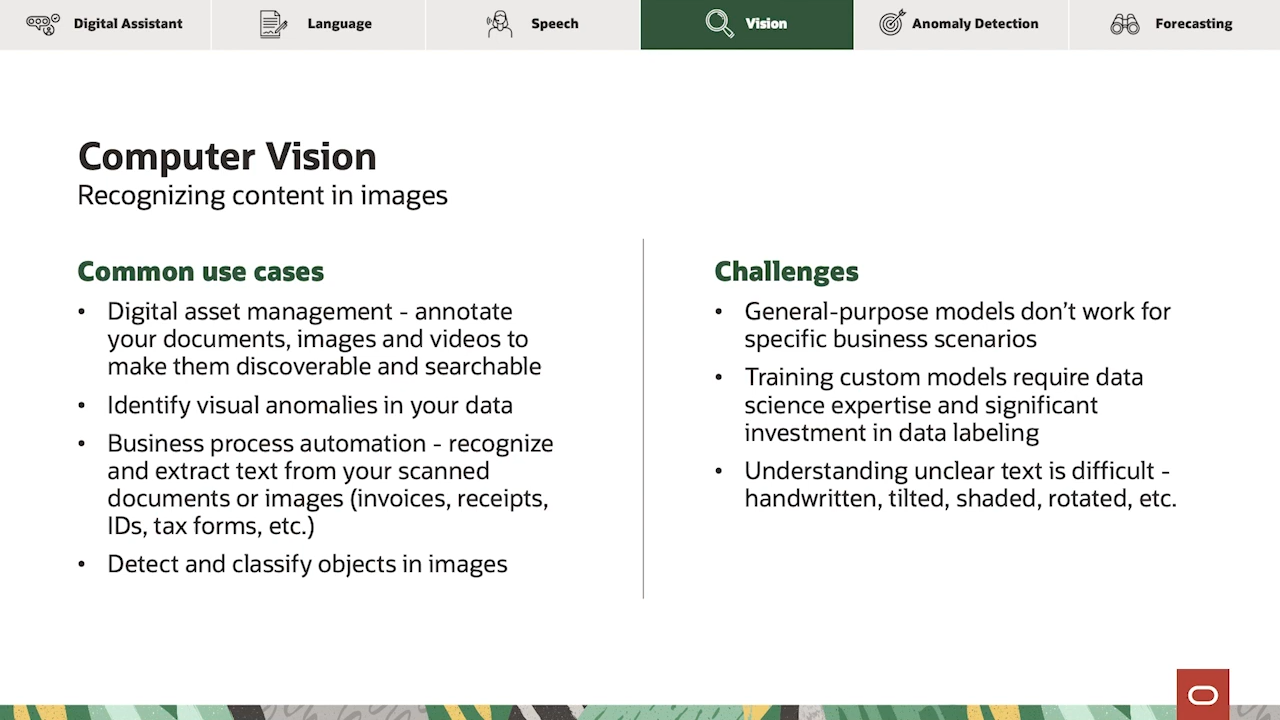 Digital Assistant
Language
Speech
Vision
Anomaly Detection
Forecasting
Computer Vision
Recognizing content in images
Common use cases
• Digital asset management - annotate
your documents, images and videos to
make them discoverable and searchable
• Identify visual anomalies in your data
• Business process automation - recognize
and extract text from your scanned
documents or images (invoices, receipts,
IDs, tax forms, etc.)
• Detect and classify objects in images
Challenges
• General-purpose models don’t work for
specific business scenarios
• Training custom models require data
science expertise and significant
investment in data labeling
• Understanding unclear text is difficult -
handwritten, tilted, shaded, rotated, etc.